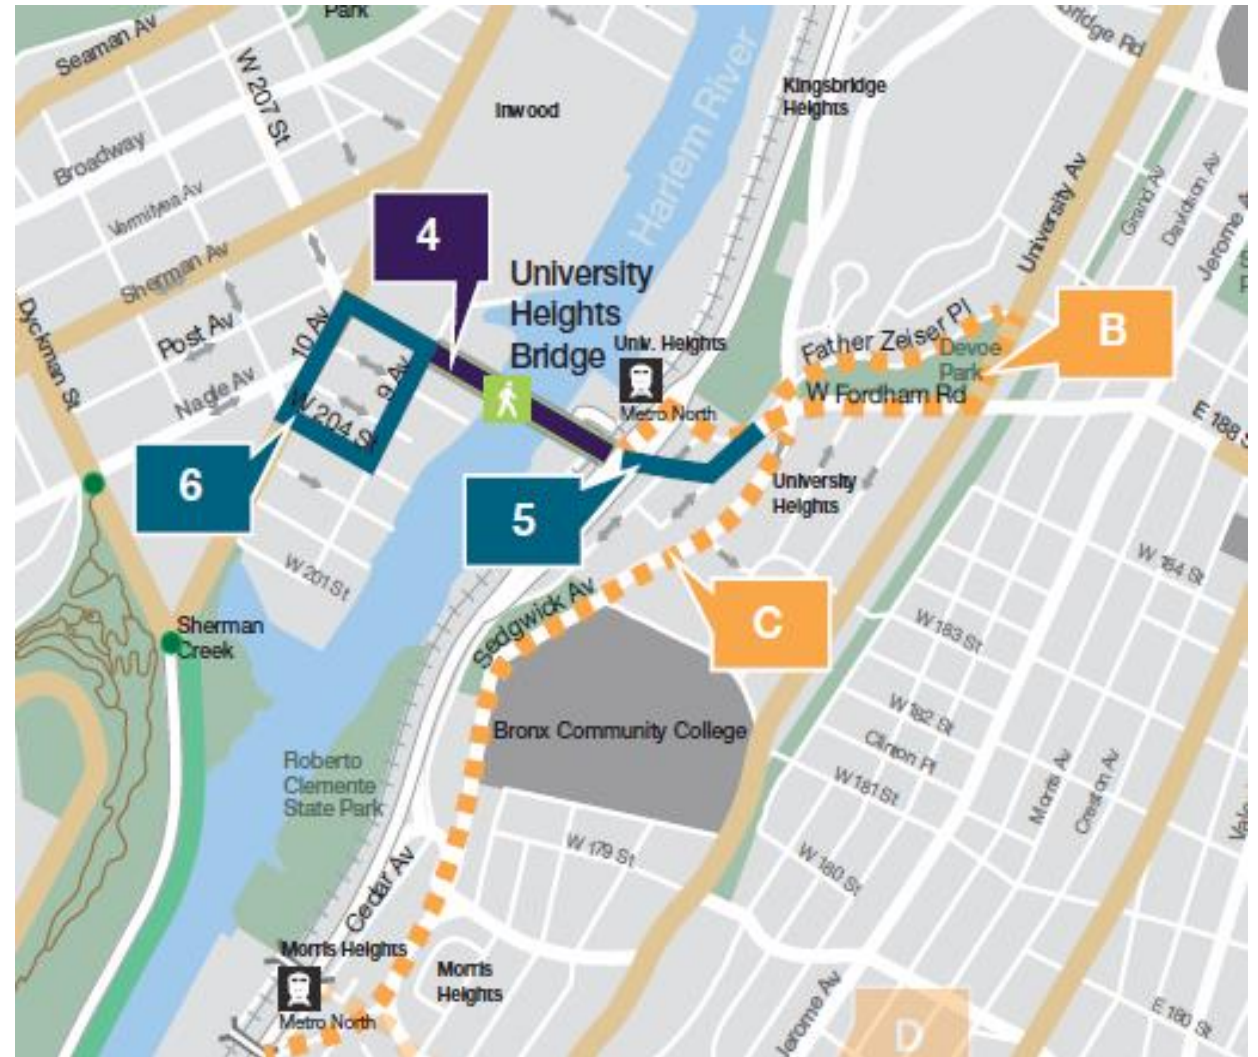 Park
Seaman Av
W 207 St
Inwood
Harlem River
Kingsbridge
Heights
bridge Rd
Broadway
Vermilyea Av
Sherman Av
Post Av
Nagle Av
Dyckman St
10 Av
9 Av
W 204 St
W 201 St
4
University
Heights
Bridge
Univ. Heights
Metro North
University Av
Grand Av
Davidson Av
Jerome A
Father Zeiser Pl
Devoe
Park
W Fordham Rd
B
E 188 S
6
5
University
Heights
C
Sedgwick Av
Sherman
Creek
W 184 St
W 183 St
W 182 St
Clinton Pl
W 181 St
W 180 St
Morris Av
Creston Av
Bronx Community College
Roberto
Clemente
State Park
W 179 St
Cedar Av
Morris Heights
Metro North
Morris
Heights
Jerome Av
E 180 St
D